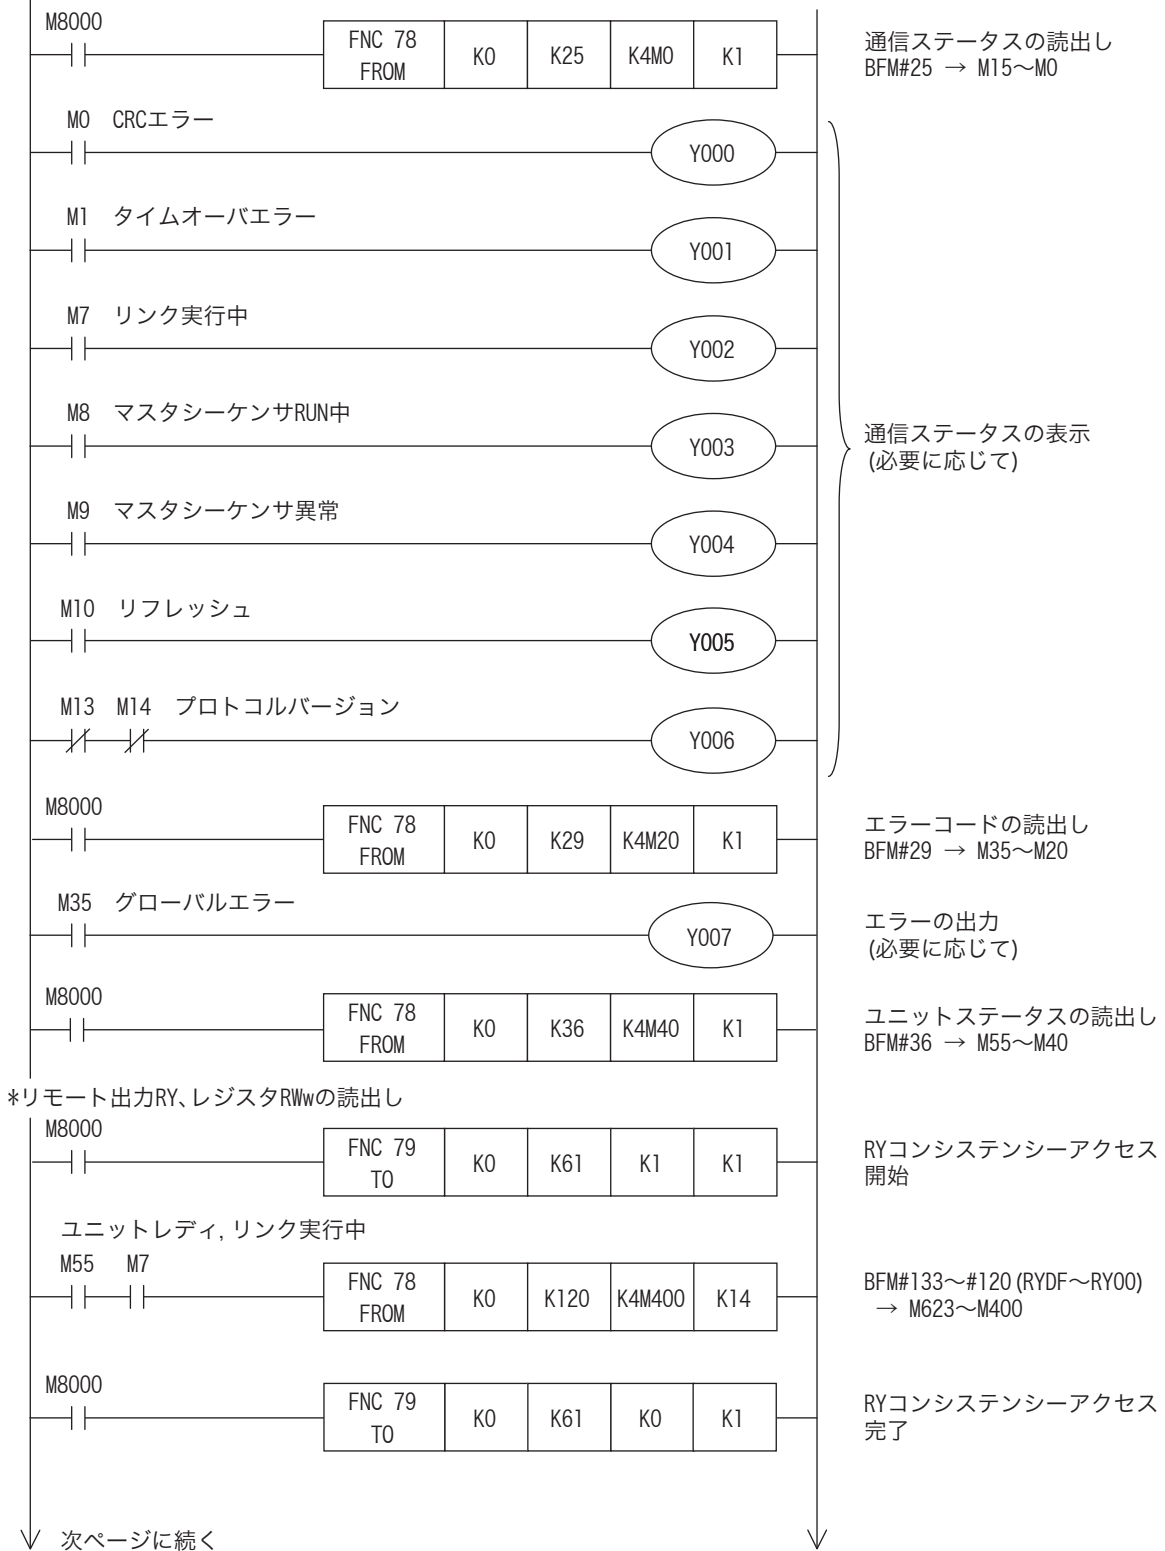 M8000
FNC 78
FROM
K0
K25
K4M0
K1
通信ステータスの読出し
BFM#25 → M15～M0
M0 CRCエラー
Y000
M1 タイムオーバエラー
Y001
M7 リンク実行中
Y002
M8 マスタシーケンサRUN中
Y003
通信ステータスの表示
(必要に応じて)
M9 マスタシーケンサ異常
Y004
M10 リフレッシュ
Y005
M13 M14 プロトコルバージョン
Y006
M8000
FNC 78
FROM
K0
K29
K4M20
K1
エラーコードの読出し
BFM#29 → M35～M20
M35 グローバルエラー
Y007
エラーの出力
(必要に応じて)
M8000
FNC 78
FROM
K0
K36
K4M40
K1
ユニットステータスの読出し
BFM#36 → M55～M40
*リモート出力RY、レジスタRWwの読出し
M8000
FNC 79
TO
K0
K61
K1
K1
RYコンシステンシーアクセス
開始
ユニットレディ, リンク実行中
M55 M7
FNC 78
FROM
K0
K120
K4M400
K14
BFM#133～#120 (RYDF～RY00)
→ M623～M400
M8000
FNC 79
TO
K0
K61
K0
K1
RYコンシステンシーアクセス
完了
次ページに続く